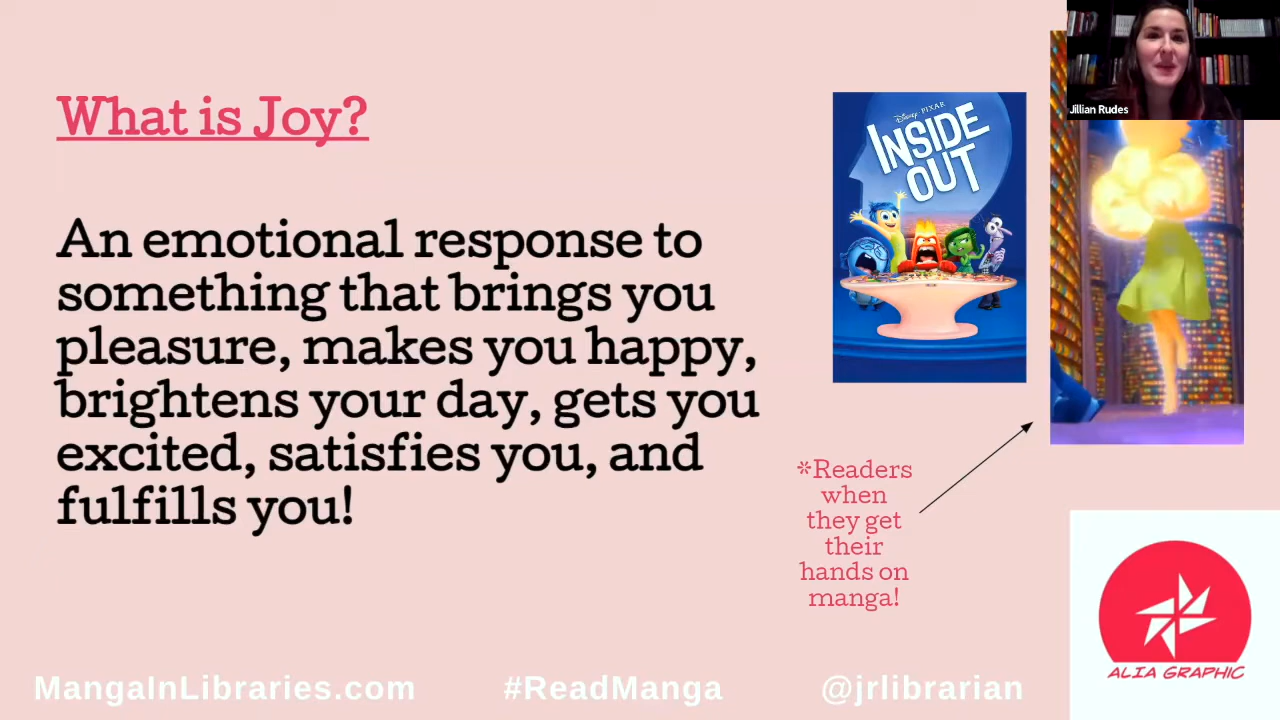 What is Joy?
An emotional response to
something that brings you
pleasure, makes you happy,
brightens your day, gets you
excited, satisfies you, and
fulfills you!
Disney PIXAR
INSIDE
OUT
Jillian Rudes
*Readers
when
they get
their
hands on
manga!
ALIA GRAPHIC
MangaInLibraries.com
#ReadManga
@jrlibrarian